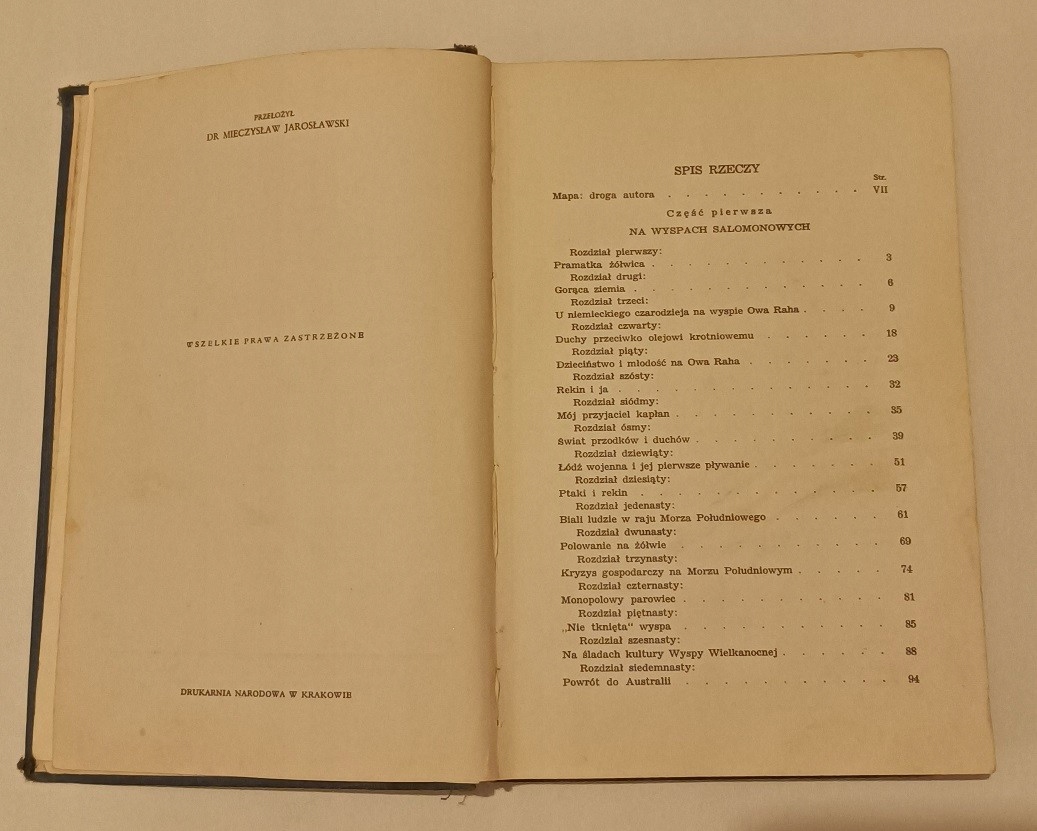 PRZEŁOŻYŁ
DR MIECZYSŁAW JAROSŁAWSKI
WSZELKIE PRAWA ZASTRZEŻONE
DRUKARNIA NARODOWA W KRAKOWIE
SPIS RZECZY
Str.
Mapa: droga autora . . . . . . . . . . . VII
Część pierwsza
NA WYSPACH SALOMONOWYCH
Rozdział pierwszy:
Pramatka żółwica . . . . . . . . . . . 3
Rozdział drugi:
Gorąca ziemia . . . . . . . . . . . 6
Rozdział trzeci:
U niemieckiego czarodzieja na wyspie Owa Raha . . . . 9
Rozdział czwarty:
Duchy przeciwko olejowi krotniowemu . . . . . . 18
Rozdział piąty:
Dzieciństwo i młodość na Owa Raha . . . . . . 23
Rozdział szósty:
Rekin i ja . . . . . . . . . . . . 32
Rozdział siódmy:
Mój przyjaciel kapłan . . . . . . . . . 35
Rozdział ósmy:
Świat przodków i duchów . . . . . . . . 39
Rozdział dziewiąty:
Łódź wojenna i jej pierwsze pływanie . . . . . . 51
Rozdział dziesiąty:
Ptaki i rekin . . . . . . . . . . . 57
Rozdział jedenasty:
Biali ludzie w raju Morza Południowego . . . . . 61
Rozdział dwunasty:
Polowanie na żółwie . . . . . . . . . 69
Rozdział trzynasty:
Kryzys gospodarczy na Morzu Południowym . . . . . 74
Rozdział czternasty:
Monopolowy parowiec . . . . . . . . . 81
Rozdział piętnasty:
„Nie tknięta" wyspa . . . . . . . . . 85
Rozdział szesnasty:
Na śladach kultury Wyspy Wielkanocnej . . . . . . 88
Rozdział siedemnasty:
Powrót do Australii . . . . . . . . . 94